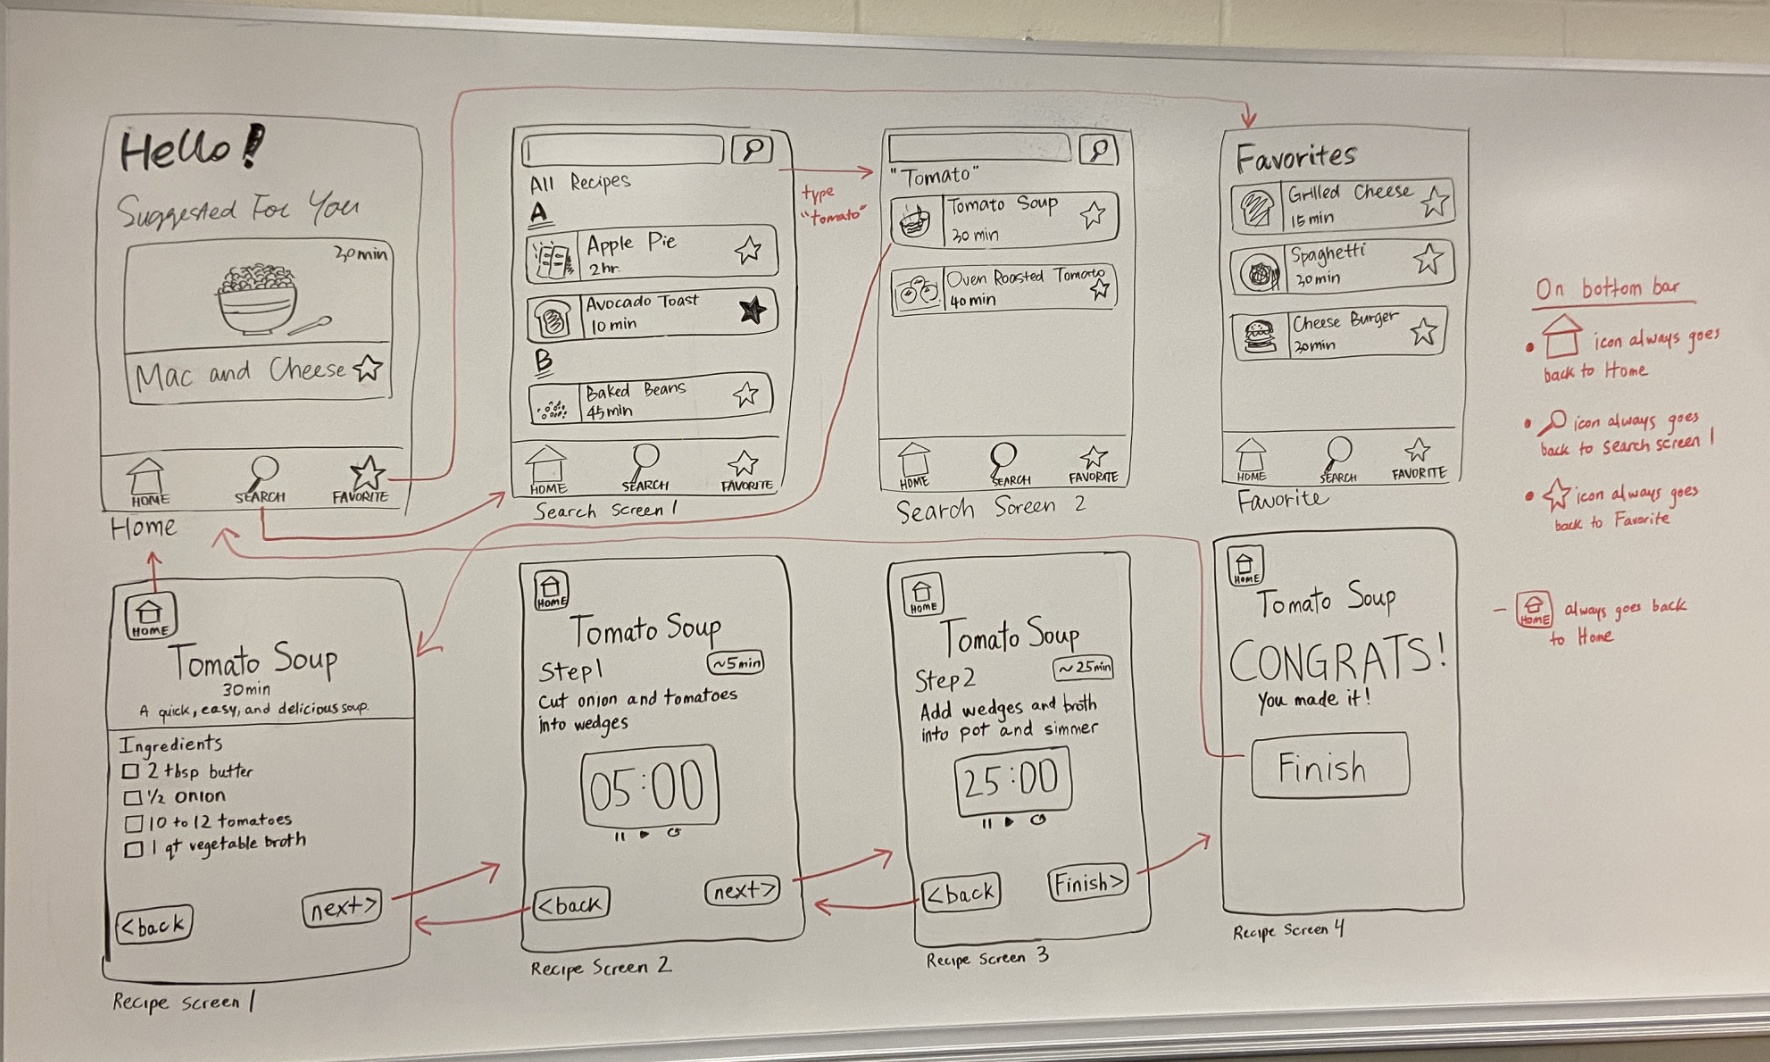 Hello!
Suggested For You
30min
Mac and Cheese
HOME SEARCH FAVORITE
Home
All Recipes
A
Apple Pie
2hr
Avocado Toast
10 min
B
Baked Beans
45min
HOME SEARCH FAVORITE
Search Screen 1
type
"tomato"
"Tomato"
Tomato Soup
30 min
Oven Roasted Tomato
40min
HOME SEARCH FAVORITE
Search Screen 2
Favorites
Grilled Cheese
15 min
Spaghetti
30min
Cheese Burger
30min
HOME SEARCH FAVORITE
Favorite
On bottom bar
• icon always goes
back to Home
• icon always goes
back to Search screen 1
• icon always goes
back to Favorite
- HOME always goes back
to Home
HOME
Tomato Soup
30min
A quick, easy, and delicious soup.
Ingredients
2 tbsp butter
1/2 onion
10 to 12 tomatoes
1 qt vegetable broth
<back next>
Recipe Screen 1
HOME
Tomato Soup
Step1 ~5min
Cut onion and tomatoes
into wedges
05:00
<back next>
Recipe Screen 2
HOME
Tomato Soup
Step2 ~25min
Add wedges and broth
into pot and simmer
25:00
<back Finish>
Recipe Screen 3
HOME
Tomato Soup
CONGRATS!
You made it!
Finish
Recipe Screen 4